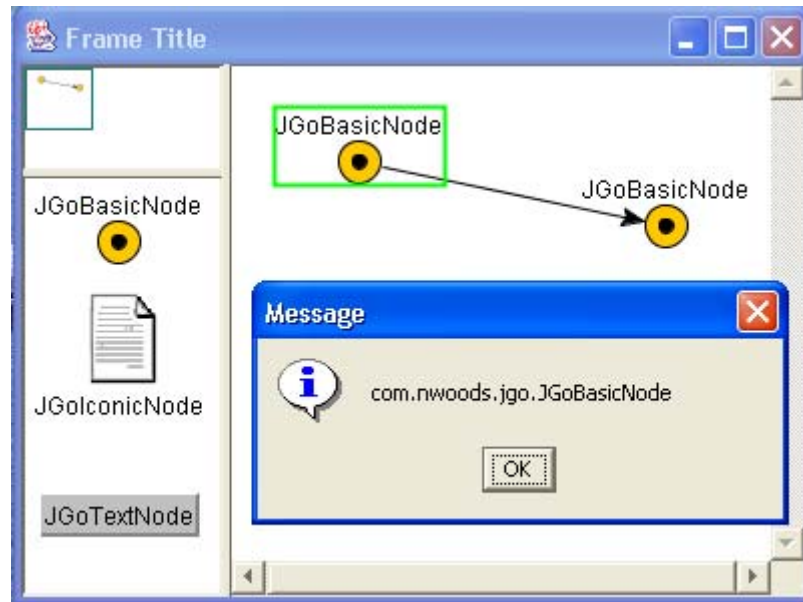 Frame Title
JGoBasicNode
JGoIconicNode
JGoTextNode
JGoBasicNode
JGoBasicNode
Message
com.nwoods.jgo.JGoBasicNode
OK